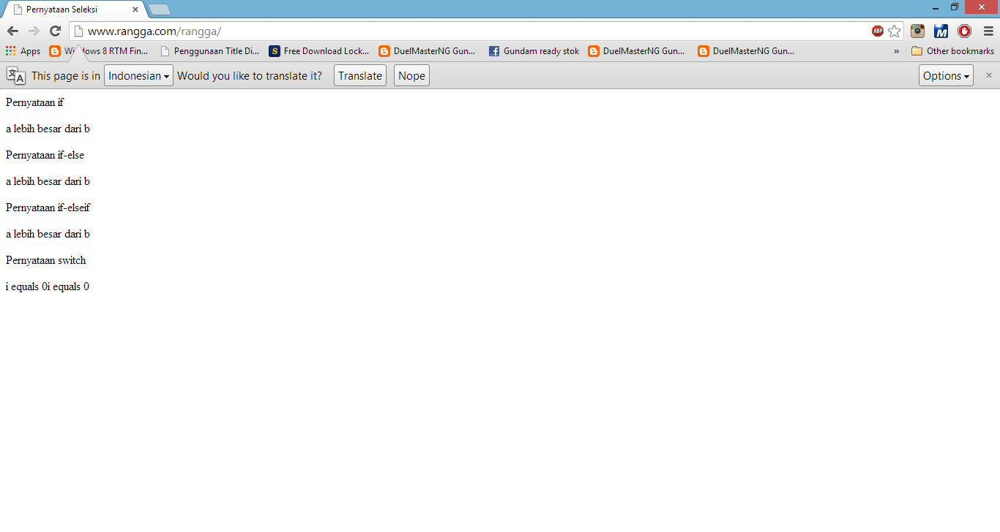 Pernyataan Seleksi
www.rangga.com/rangga/
ABP
Apps Windows 8 RTM Fin... Penggunaan Title Di... Free Download Lock... DuelMasterNG Gun... Gundam ready stok DuelMasterNG Gun... DuelMasterNG Gun... » Other bookmarks
This page is in Indonesian Would you like to translate it? Translate Nope Options
Pernyataan if
a lebih besar dari b
Pernyataan if-else
a lebih besar dari b
Pernyataan if-elseif
a lebih besar dari b
Pernyataan switch
i equals 0i equals 0